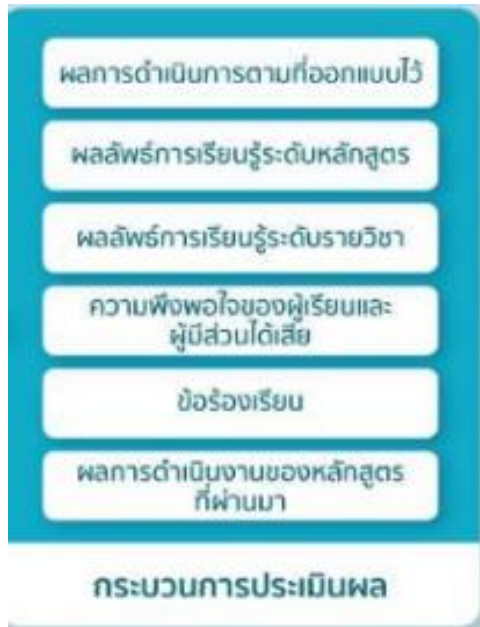 ผลการดำเนินการตามที่ออกแบบไว้
ผลลัพธ์การเรียนรู้ระดับหลักสูตร
ผลลัพธ์การเรียนรู้ระดับรายวิชา
ความพึงพอใจของผู้เรียนและ
ผู้มีส่วนได้เสีย
ข้อร้องเรียน
ผลการดำเนินงานของหลักสูตร
ที่ผ่านมา
กระบวนการประเมินผล